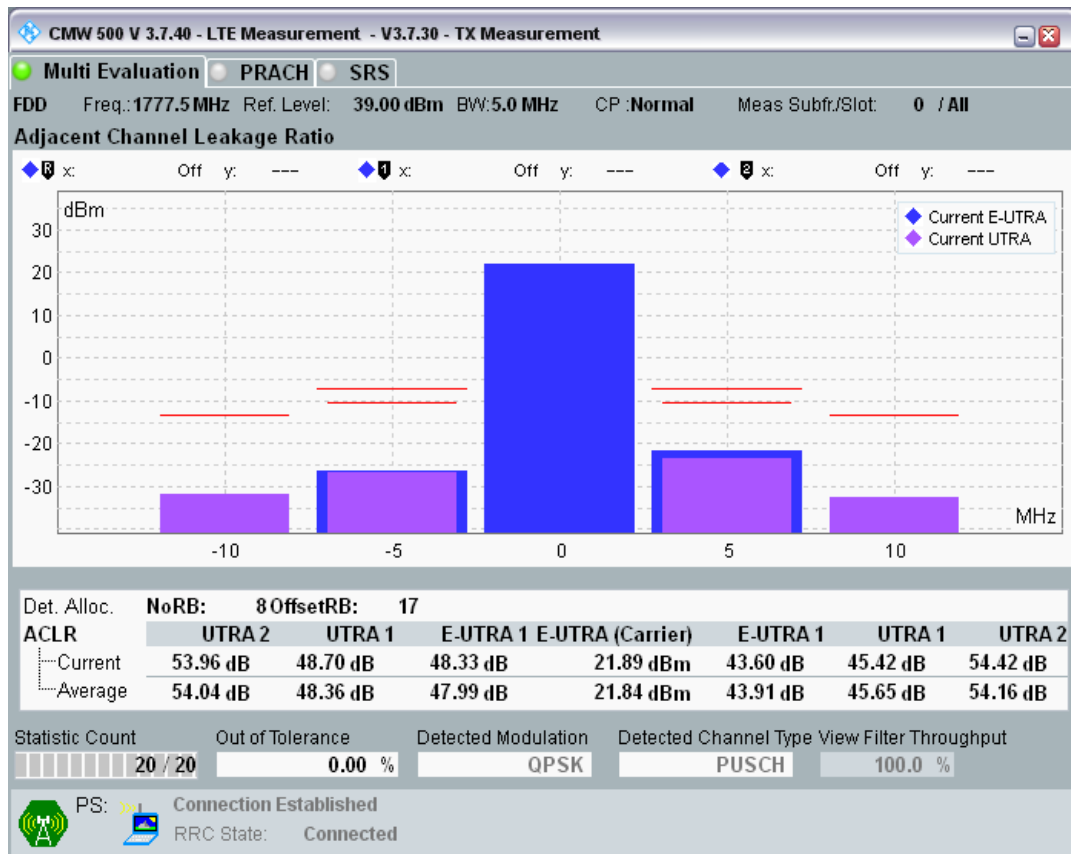 CMW 500 V 3.7.40 - LTE Measurement - V3.7.30 - TX Measurement
Multi Evaluation PRACH SRS
FDD Freq.:1777.5 MHz Ref. Level: 39.00 dBm BW:5.0 MHz CP :Normal Meas Subfr./Slot: 0 / All
Adjacent Channel Leakage Ratio
R x: Off y: --- 1 x: Off y: --- 2 x: Off y: ---
dBm
Current E-UTRA
Current UTRA
30
20
10
0
-10
-20
-30
MHz
-10 -5 0 5 10
Det. Alloc. NoRB: 8 OffsetRB: 17
ACLR UTRA 2 UTRA 1 E-UTRA 1 E-UTRA (Carrier) E-UTRA 1 UTRA 1 UTRA 2
Current 53.96 dB 48.70 dB 48.33 dB 21.89 dBm 43.60 dB 45.42 dB 54.42 dB
Average 54.04 dB 48.36 dB 47.99 dB 21.84 dBm 43.91 dB 45.65 dB 54.16 dB
Statistic Count Out of Tolerance Detected Modulation Detected Channel Type View Filter Throughput
20 / 20 0.00 % QPSK PUSCH 100.0 %
PS: Connection Established
RRC State: Connected